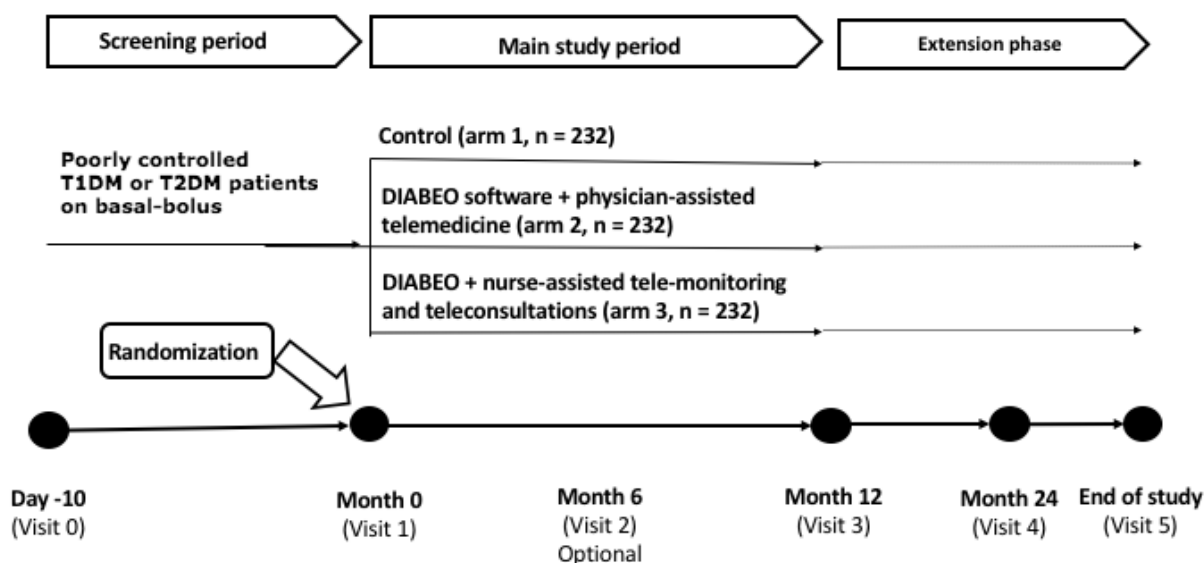 Screening period
Main study period
Extension phase
Control (arm 1, n = 232)
Poorly controlled
T1DM or T2DM patients
on basal-bolus
DIABEO software + physician-assisted
telemedicine (arm 2, n = 232)
DIABEO + nurse-assisted tele-monitoring
and teleconsultations (arm 3, n = 232)
Randomization
Day -10
(Visit 0)
Month 0
(Visit 1)
Month 6
(Visit 2)
Optional
Month 12
(Visit 3)
Month 24
(Visit 4)
End of study
(Visit 5)